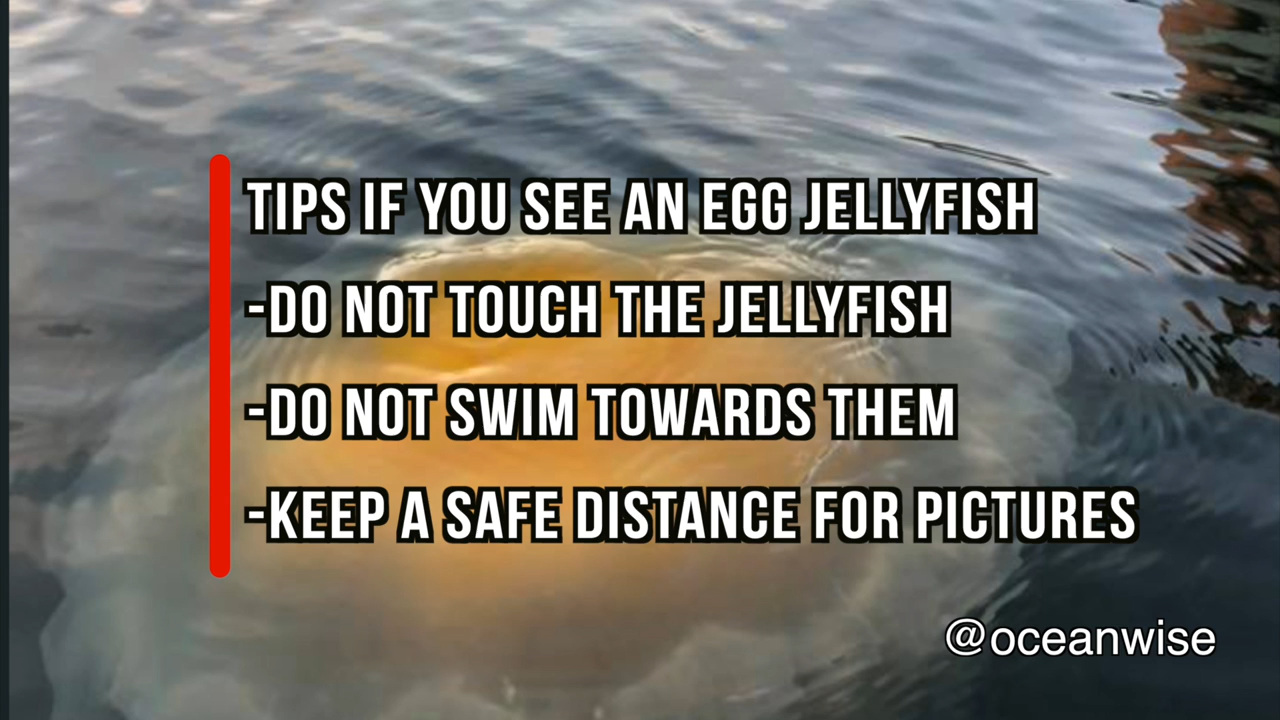 TIPS IF YOU SEE AN EGG JELLYFISH
-DO NOT TOUCH THE JELLYFISH
-DO NOT SWIM TOWARDS THEM
-KEEP A SAFE DISTANCE FOR PICTURES
@oceanwise